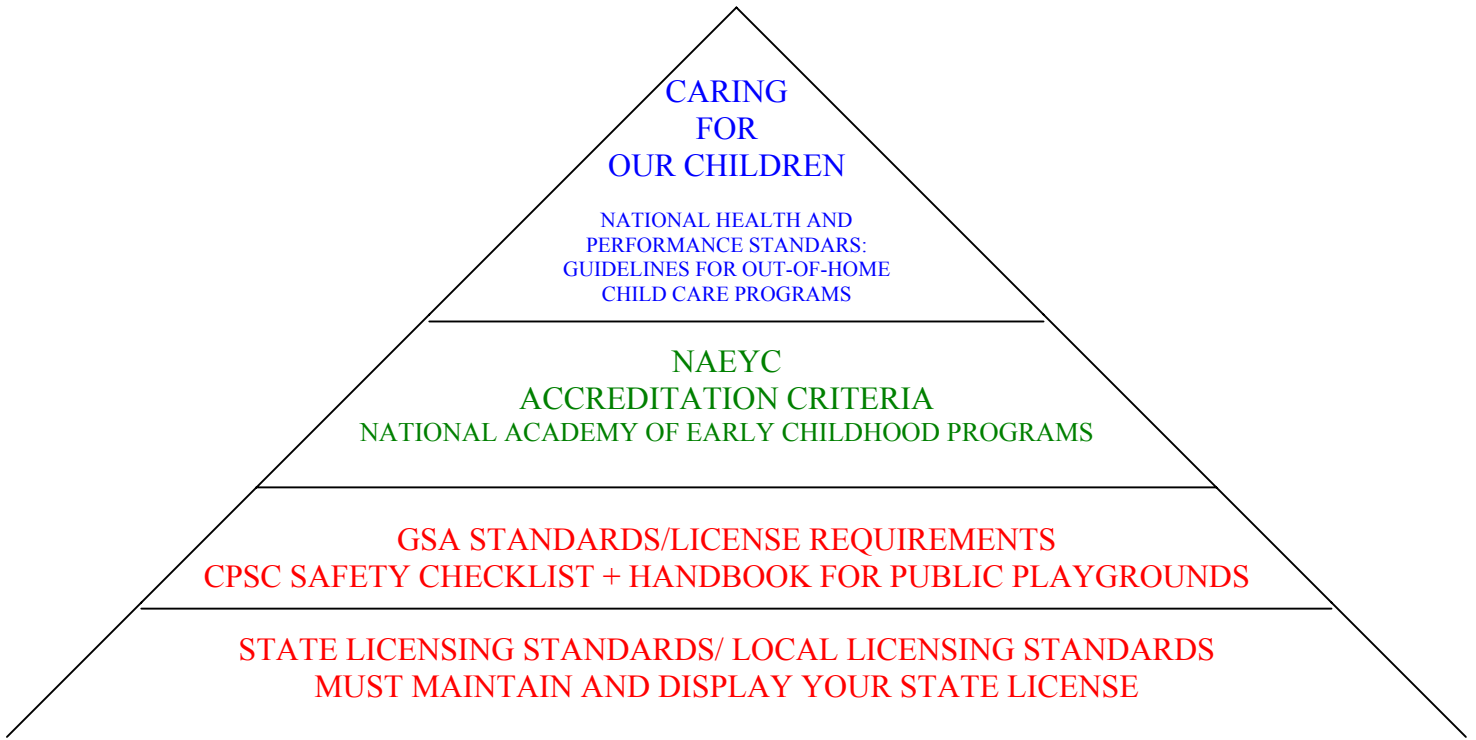 CARING
FOR
OUR CHILDREN
NATIONAL HEALTH AND
PERFORMANCE STANDARS:
GUIDELINES FOR OUT-OF-HOME
CHILD CARE PROGRAMS
NAEYC
ACCREDITATION CRITERIA
NATIONAL ACADEMY OF EARLY CHILDHOOD PROGRAMS
GSA STANDARDS/LICENSE REQUIREMENTS
CPSC SAFETY CHECKLIST + HANDBOOK FOR PUBLIC PLAYGROUNDS
STATE LICENSING STANDARDS/ LOCAL LICENSING STANDARDS
MUST MAINTAIN AND DISPLAY YOUR STATE LICENSE